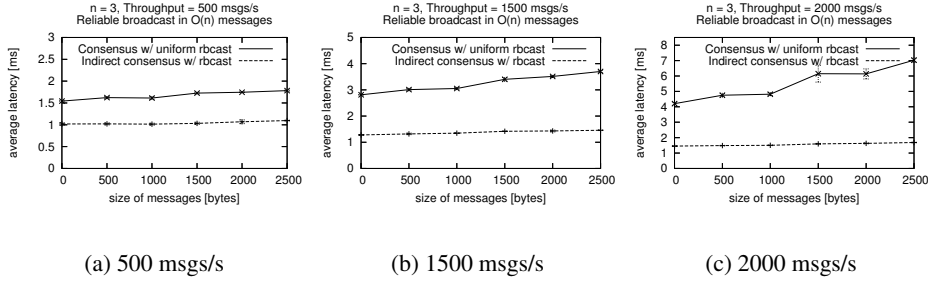 n = 3, Throughput = 500 msgs/s
Reliable broadcast in O(n) messages
3
2.5
2
1.5
1
0.5
0
Consensus w/ uniform rbcast
Indirect consensus w/ rbcast
average latency [ms]
0 500 1000 1500 2000 2500
size of messages [bytes]
(a) 500 msgs/s
n = 3, Throughput = 1500 msgs/s
Reliable broadcast in O(n) messages
5
4
3
2
1
0
Consensus w/ uniform rbcast
Indirect consensus w/ rbcast
average latency [ms]
0 500 1000 1500 2000 2500
size of messages [bytes]
(b) 1500 msgs/s
n = 3, Throughput = 2000 msgs/s
Reliable broadcast in O(n) messages
8
7
6
5
4
3
2
1
0
Consensus w/ uniform rbcast
Indirect consensus w/ rbcast
average latency [ms]
0 500 1000 1500 2000 2500
size of messages [bytes]
(c) 2000 msgs/s